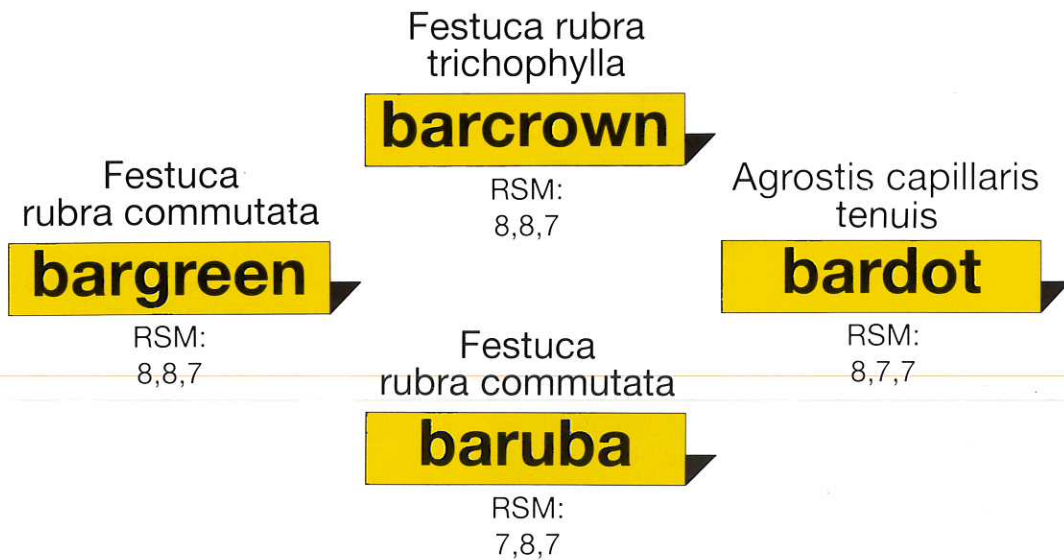 Festuca rubra
trichophylla
barcrown
RSM:
8,8,7
Festuca
rubra commutata
bargreen
RSM:
8,8,7
Agrostis capillaris
tenuis
bardot
RSM:
8,7,7
Festuca
rubra commutata
baruba
RSM:
7,8,7